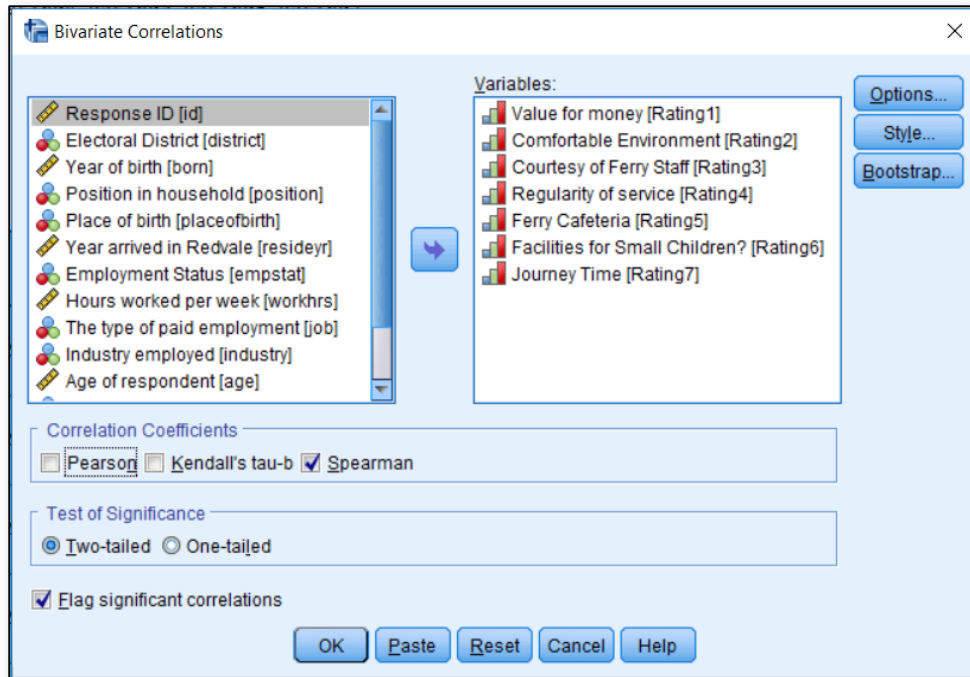 Bivariate Correlations
Response ID [id]
Electoral District [district]
Year of birth [born]
Position in household [position]
Place of birth [placeofbirth]
Year arrived in Redvale [resideyr]
Employment Status [empstat]
Hours worked per week [workhrs]
The type of paid employment [job]
Industry employed [industry]
Age of respondent [age]
Variables:
Value for money [Rating1]
Comfortable Environment [Rating2]
Courtesy of Ferry Staff [Rating3]
Regularity of service [Rating4]
Ferry Cafeteria [Rating5]
Facilities for Small Children? [Rating6]
Journey Time [Rating7]
Options...
Style...
Bootstrap...
Correlation Coefficients
Pearson Kendall's tau-b Spearman
Test of Significance
Two-tailed One-tailed
Flag significant correlations
OK Paste Reset Cancel Help